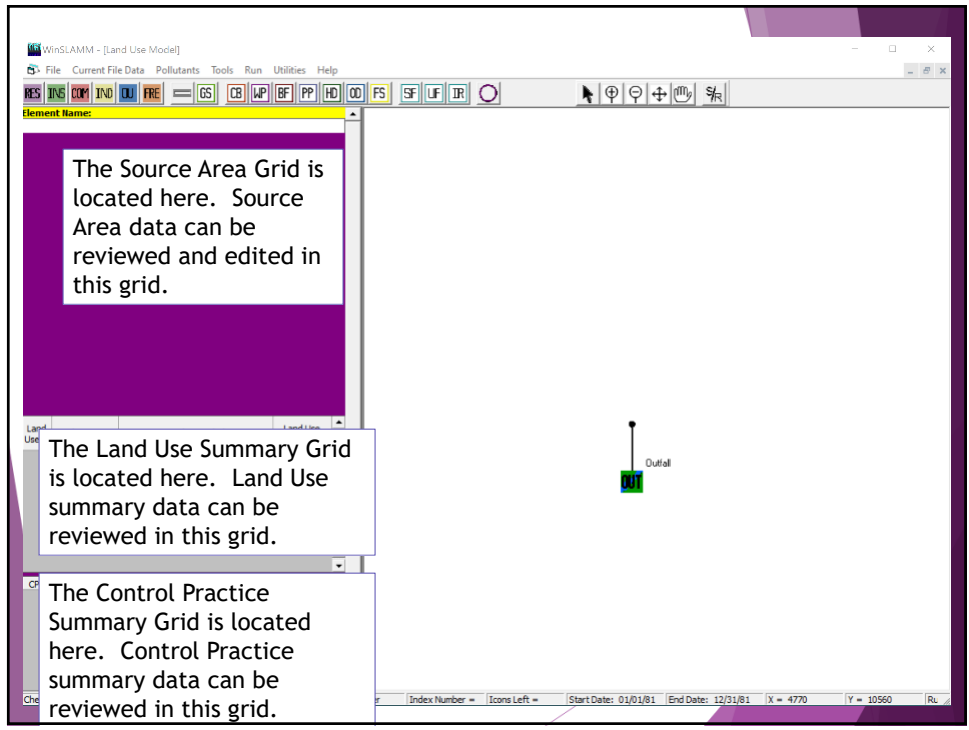 WinSLAMM - [Land Use Model]
File Current File Data Pollutants Tools Run Utilities Help
RES INS COM IND OU FRE GS CB WP BF PP HD OD FS SF UF IR S/R
Element Name:
The Source Area Grid is
located here. Source
Area data can be
reviewed and edited in
this grid.
Land
Use
Land Use
The Land Use Summary Grid
is located here. Land Use
summary data can be
reviewed in this grid.
Outfall
OUT
CP
The Control Practice
Summary Grid is located
here. Control Practice
summary data can be
reviewed in this grid.
Index Number = Icons Left = Start Date: 01/01/81 End Date: 12/31/81 X = 4770 Y = 10560